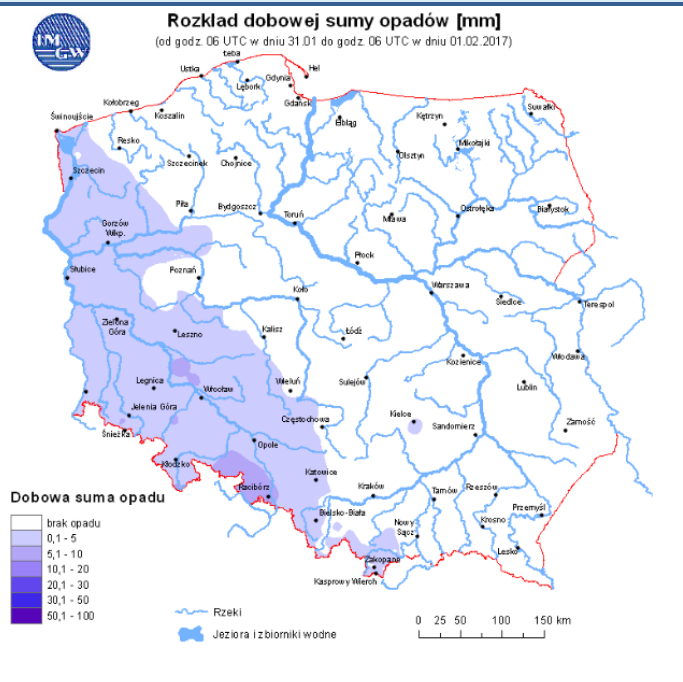 Rozkład dobowej sumy opadów [mm]
(od godz. 06 UTC w dniu 31.01 do godz. 06 UTC w dniu 01.02.2017)
IM
GW
Łeba
Hel
Ustka
Gdynia
Lębork
Gdańsk
Kołobrzeg
Koszalin
Suwałki
Świnoujście
Elbląg
Kętrzyn
Resko
Mikołajki
Szczecinek
Chojnice
Olsztyn
Szczecin
Piła
Bydgoszcz
Toruń
Mława
Ostrołęka
Białystok
Gorzów
Wlkp.
Płock
Słubice
Poznań
Koło
Warszawa
Siedlce
Terespol
Zielona
Góra
Leszno
Kalisz
Łódź
Kozienice
Włodawa
Legnica
Wrocław
Wieluń
Sulejów
Lublin
Jelenia Góra
Częstochowa
Kielce
Sandomierz
Zamość
Śnieżka
Opole
Kłodzko
Katowice
Racibórz
Kraków
Tarnów
Rzeszów
Przemyśl
Bielsko-Biała
Nowy
Sącz
Krosno
Lesko
Zakopane
Kasprowy Wierch
Dobowa suma opadu
brak opadu
0,1 - 5
5,1 - 10
10,1 - 20
20,1 - 30
30,1 - 50
50,1 - 100
Rzeki
Jeziora i zbiorniki wodne
0 25 50 100 150 km